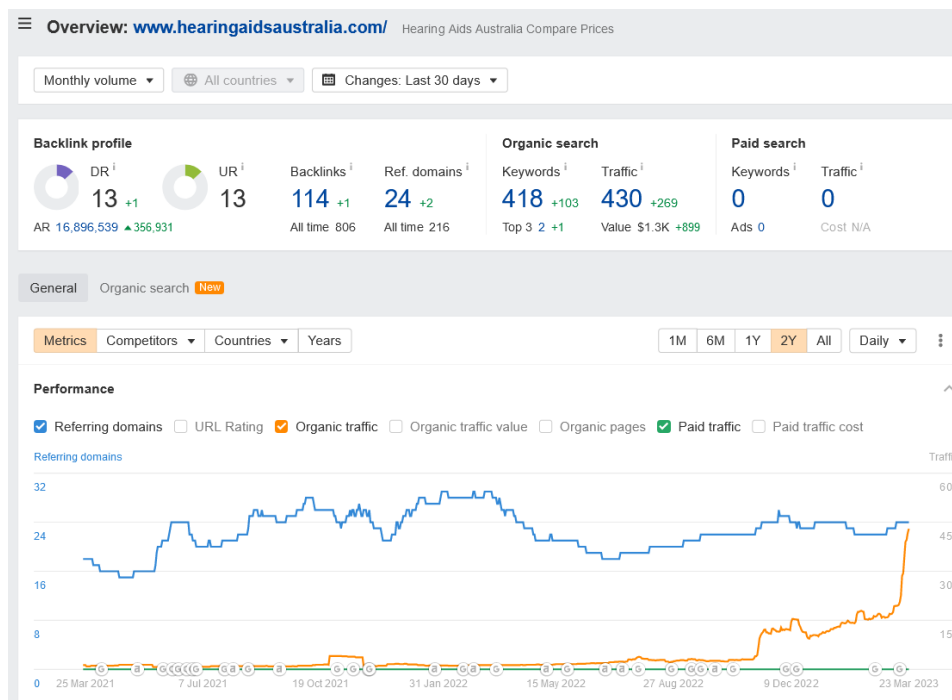 Overview: www.hearingaidsaustralia.com/ Hearing Aids Australia Compare Prices
Monthly volume All countries Changes: Last 30 days
Backlink profile Organic search Paid search
DR i UR i Backlinks i Ref. domains i Keywords i Traffic i Keywords i Traffic i
13 +1 13 114 +1 24 +2 418 +103 430 +269 0 0
AR 16,896,539 356,931 All time 806 All time 216 Top 3 2 +1 Value $1.3K +899 Ads 0 Cost N/A
General Organic search New
Metrics Competitors Countries Years 1M 6M 1Y 2Y All Daily
Performance
Referring domains URL Rating Organic traffic Organic traffic value Organic pages Paid traffic Paid traffic cost
Referring domains Traffi
32 60
24 45
16 30
8 15
0 25 Mar 2021 7 Jul 2021 19 Oct 2021 31 Jan 2022 15 May 2022 27 Aug 2022 9 Dec 2022 23 Mar 2023